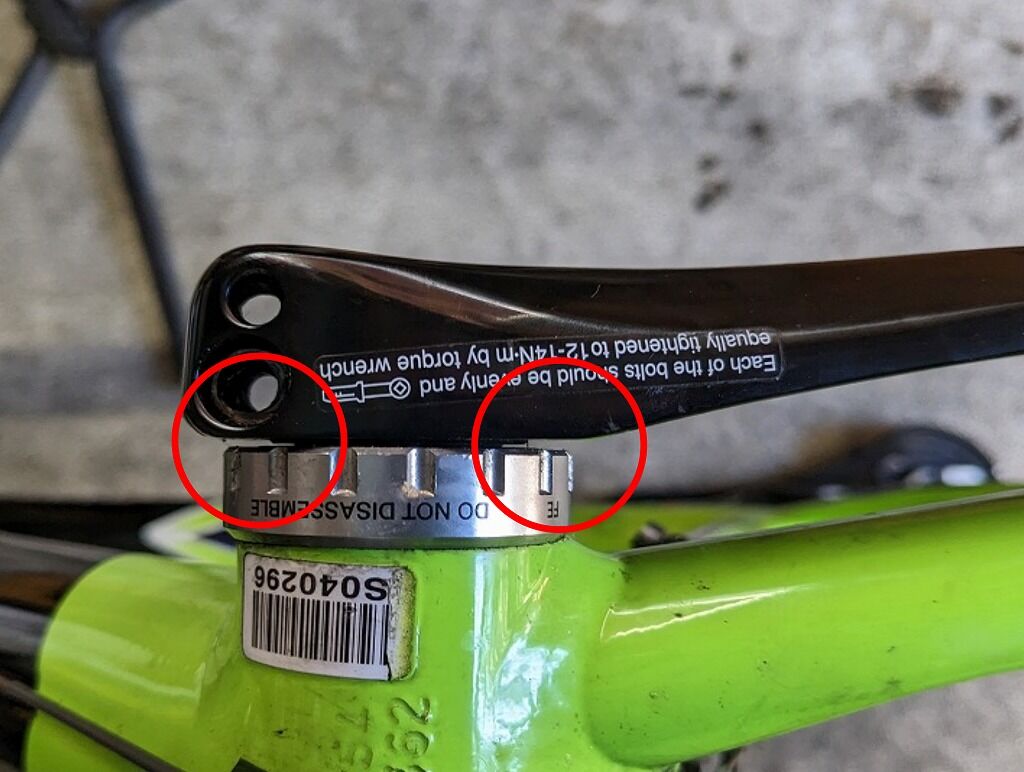 Each of the bolts should be evenly and
equally tightened to 12-14N·m by torque wrench
DO NOT DISASSEMBLE
S040296